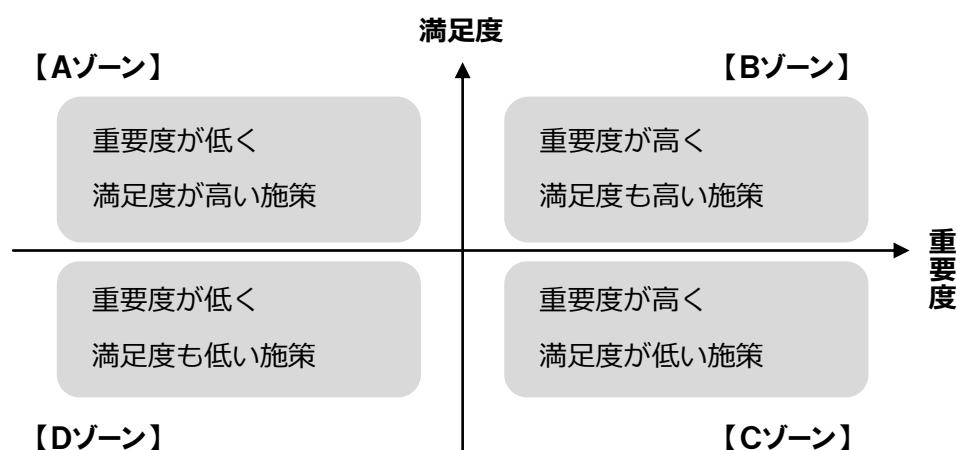 満足度
【Aゾーン】
【Bゾーン】
重要度が低く
満足度が高い施策
重要度が高く
満足度も高い施策
重要度
重要度が低く
満足度も低い施策
重要度が高く
満足度が低い施策
【Dゾーン】
【Cゾーン】